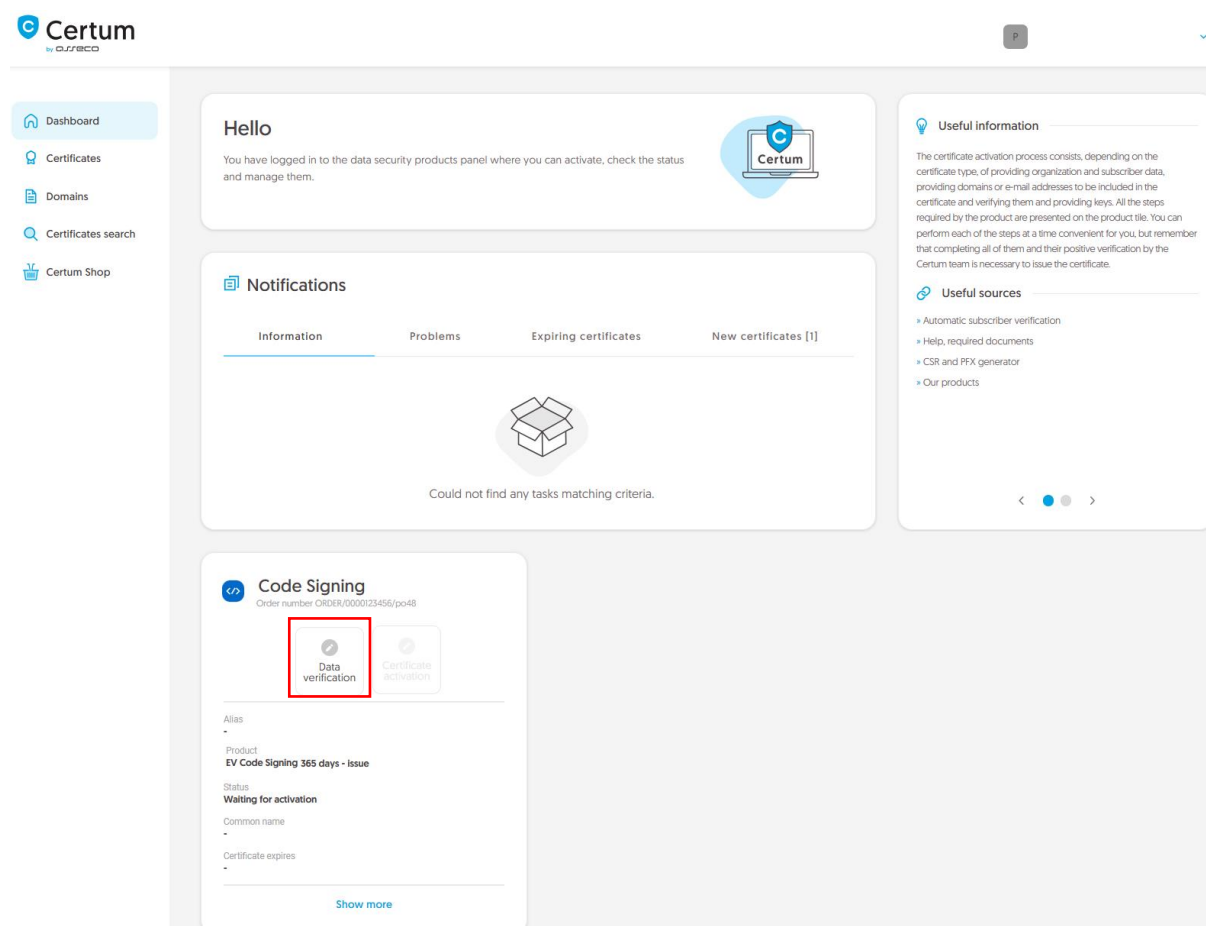 Certum
by asseco
P
Dashboard
Certificates
Domains
Certificates search
Certum Shop
Hello
You have logged in to the data security products panel where you can activate, check the status
and manage them.
Certum
Useful information
The certificate activation process consists, depending on the
certificate type, of providing organization and subscriber data,
providing domains or e-mail addresses to be included in the
certificate and verifying them and providing keys. All the steps
required by the product are presented on the product tile. You can
perform each of the steps at a time convenient for you, but remember
that completing all of them and their positive verification by the
Certum team is necessary to issue the certificate.
Useful sources
» Automatic subscriber verification
» Help, required documents
» CSR and PFX generator
» Our products
Notifications
Information Problems Expiring certificates New certificates [1]
Could not find any tasks matching criteria.
Code Signing
Order number ORDER/0000123456/po48
Data
verification
Certificate
activation
Alias
-
Product
EV Code Signing 365 days - issue
Status
Waiting for activation
Common name
-
Certificate expires
-
Show more